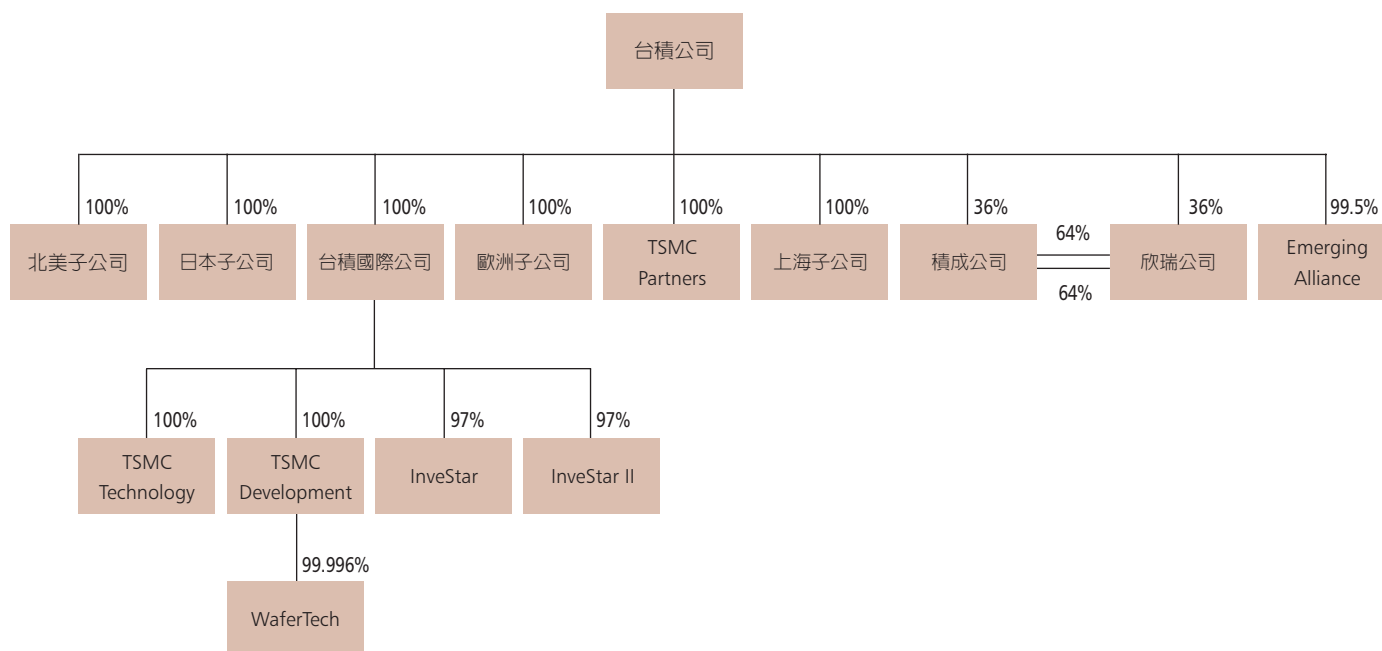 台積公司
100%
100%
100%
100%
100%
100%
36%
36%
99.5%
北美子公司
日本子公司
台積國際公司
歐洲子公司
TSMC
Partners
上海子公司
積成公司
64%
64%
欣瑞公司
Emerging
Alliance
100%
100%
97%
97%
TSMC
Technology
TSMC
Development
InveStar
InveStar II
99.996%
WaferTech